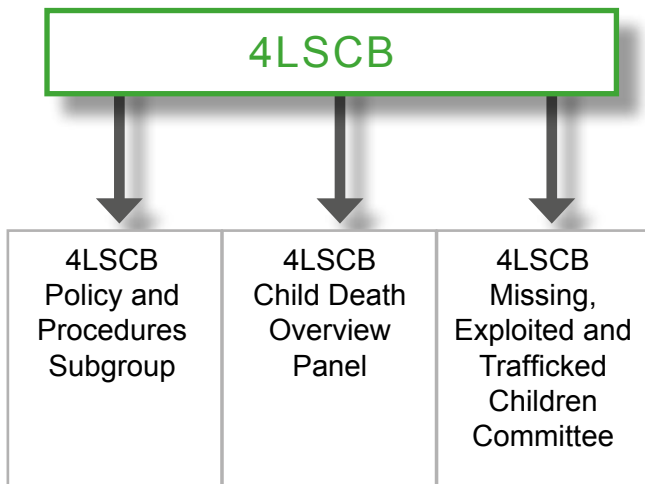 4LSCB
4LSCB
Policy and
Procedures
Subgroup
4LSCB
Child Death
Overview
Panel
4LSCB
Missing,
Exploited and
Trafficked
Children
Committee